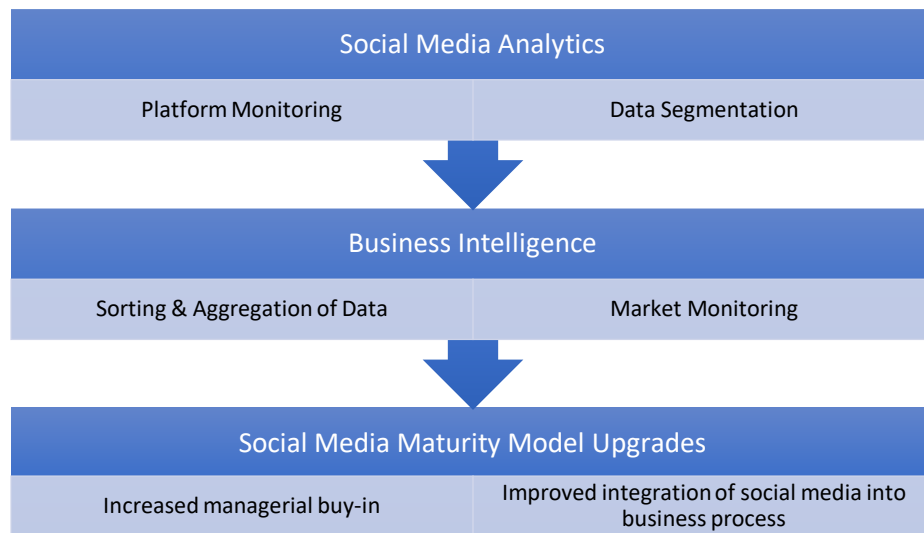 Social Media Analytics
Platform Monitoring
Data Segmentation
Business Intelligence
Sorting & Aggregation of Data
Market Monitoring
Social Media Maturity Model Upgrades
Increased managerial buy-in
Improved integration of social media into
business process